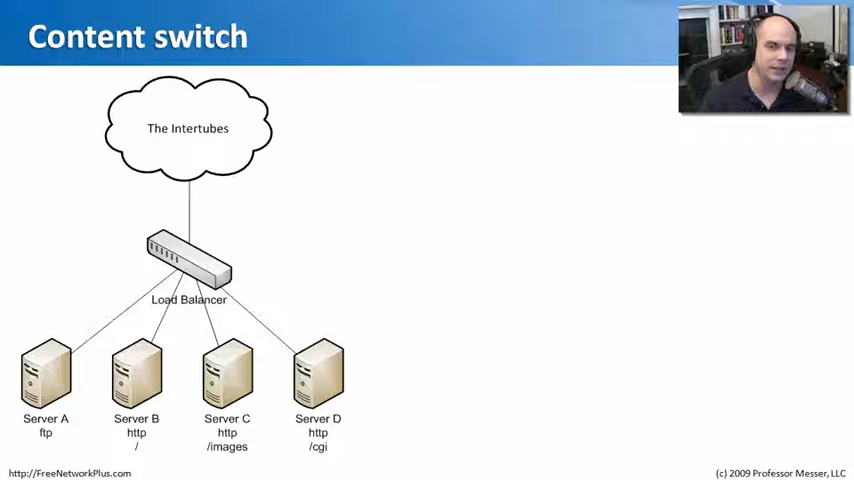 Content switch
The Intertubes
Load Balancer
Server A
ftp
Server B
http
/
Server C
http
/images
Server D
http
/cgi
http://FreeNetworkPlus.com
(c) 2009 Professor Messer, LLC